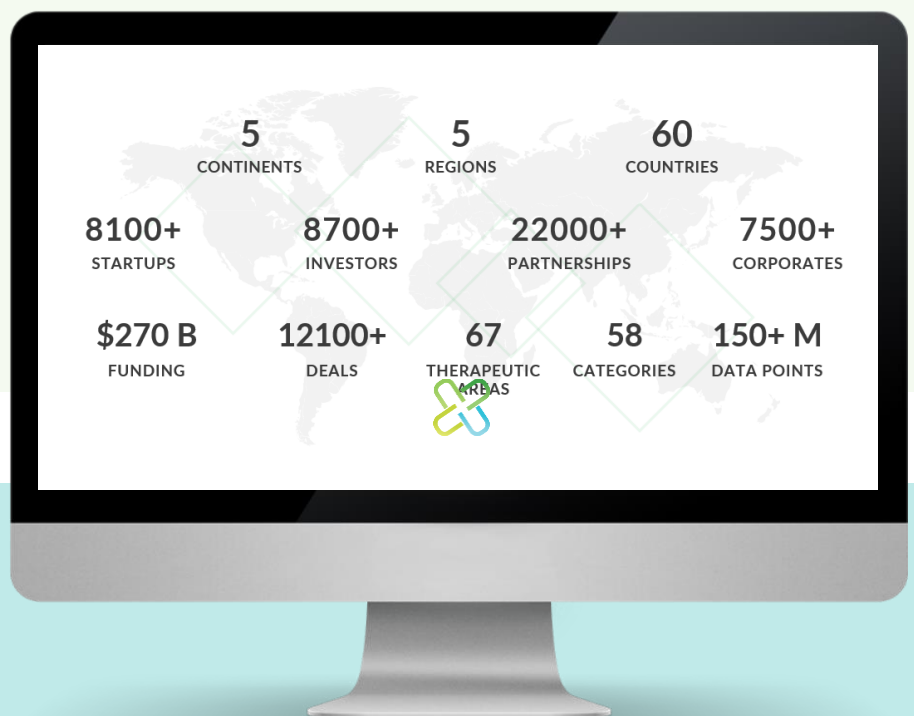 5 5 60
CONTINENTS REGIONS COUNTRIES
8100+ 8700+ 22000+ 7500+
STARTUPS INVESTORS PARTNERSHIPS CORPORATES
$270 B 12100+ 67 58 150+ M
FUNDING DEALS THERAPEUTIC CATEGORIES DATA POINTS
AREAS